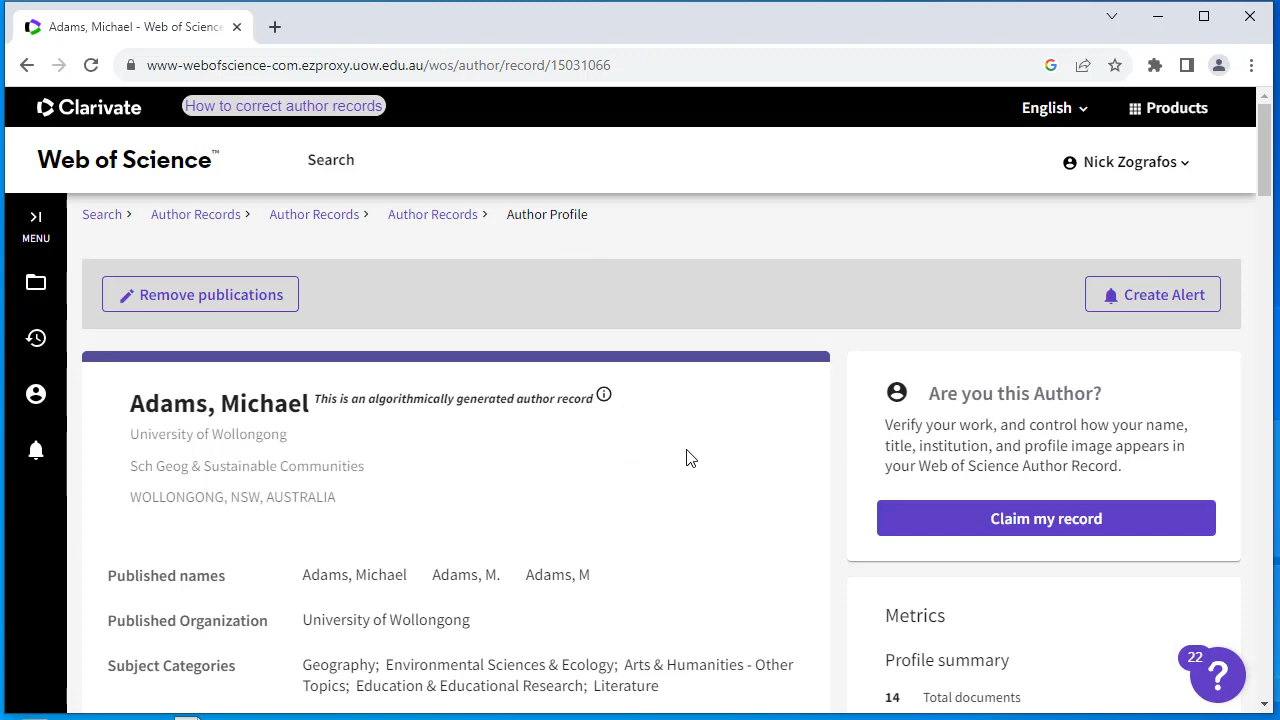 Adams, Michael - Web of Science
www-webofscience-com.ezproxy.uow.edu.au/wos/author/record/15031066
Clarivate
How to correct author records
English
Products
Web of Science™
Search
Nick Zografos
MENU
Search > Author Records > Author Records > Author Records > Author Profile
Remove publications
Create Alert
Adams, Michael This is an algorithmically generated author record
University of Wollongong
Sch Geog & Sustainable Communities
WOLLONGONG, NSW, AUSTRALIA
Published names Adams, Michael Adams, M. Adams, M
Published Organization University of Wollongong
Subject Categories Geography; Environmental Sciences & Ecology; Arts & Humanities - Other
Topics; Education & Educational Research; Literature
Are you this Author?
Verify your work, and control how your name,
title, institution, and profile image appears in
your Web of Science Author Record.
Claim my record
Metrics
Profile summary
14 Total documents
22
?